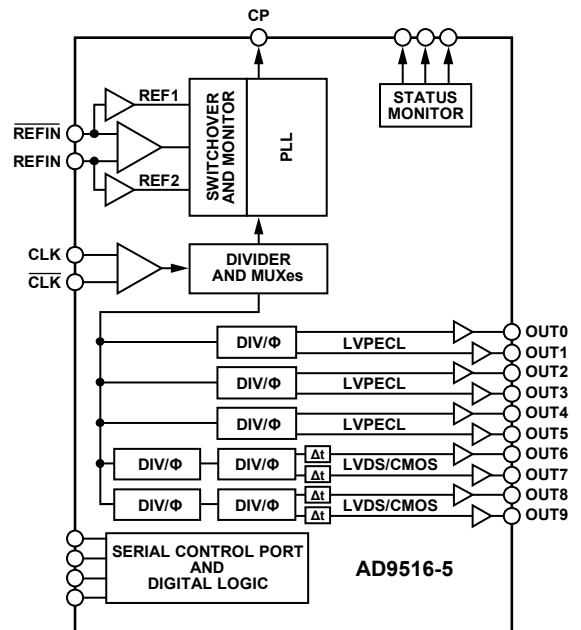 CP
REFIN
REFIN
REF1
REF2
SWITCHOVER
AND MONITOR
PLL
STATUS
MONITOR
CLK
CLK
DIVIDER
AND MUXes
DIV/Φ
LVPECL
OUT0
OUT1
DIV/Φ
LVPECL
OUT2
OUT3
DIV/Φ
LVPECL
OUT4
OUT5
DIV/Φ
DIV/Φ
Δt
Δt
LVDS/CMOS
OUT6
OUT7
DIV/Φ
DIV/Φ
Δt
Δt
LVDS/CMOS
OUT8
OUT9
SERIAL CONTROL PORT
AND
DIGITAL LOGIC
AD9516-5